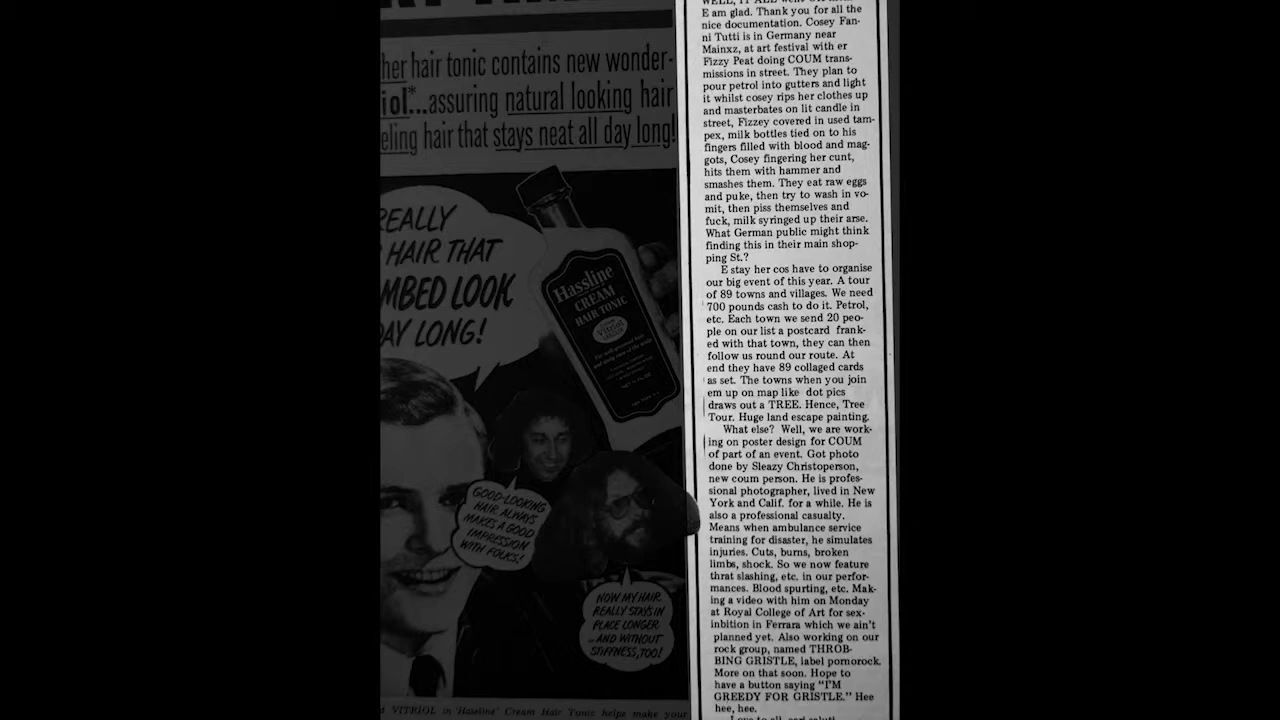 her hair tonic contains new wonder-
iol*...assuring natural looking hair
eling hair that stays neat all day long!
REALLY
HAIR THAT
MBED LOOK
AY LONG!
Hassline
CREAM
HAIR TONIC
Vitriol
GOOD-LOOKING
HAIR ALWAYS
MAKES A GOOD
IMPRESSION
WITH FOLKS!
NOW MY HAIR
REALLY STAYS IN
PLACE LONGER
...AND WITHOUT
STIFFNESS, TOO!
VITRIOL in 'Haseline' Cream Hair Tonic helps make your
E am glad. Thank you for all the
nice documentation. Cosey Fan-
ni Tutti is in Germany near
Mainxz, at art festival with er
Fizzy Peat doing COUM trans-
missions in street. They plan to
pour petrol into gutters and light
it whilst cosey rips her clothes up
and masterbates on lit candle in
street, Fizzey covered in used tam-
pex, milk bottles tied on to his
fingers filled with blood and mag-
gots, Cosey fingering her cunt,
hits them with hammer and
smashes them. They eat raw eggs
and puke, then try to wash in vo-
mit, then piss themselves and
fuck, milk syringed up their arse.
What German public might think
finding this in their main shop-
ping St.?
E stay her cos have to organise
our big event of this year. A tour
of 89 towns and villages. We need
700 pounds cash to do it. Petrol,
etc. Each town we send 20 peo-
ple on our list a postcard frank-
ed with that town, they can then
follow us round our route. At
end they have 89 collaged cards
as set. The towns when you join
em up on map like dot pics
draws out a TREE. Hence, Tree
Tour. Huge land escape painting.
What else? Well, we are work-
ing on poster design for COUM
of part of an event. Got photo
done by Sleazy Christoperson,
new coum person. He is profes-
sional photographer, lived in New
York and Calif. for a while. He is
also a professional casualty.
Means when ambulance service
training for disaster, he simulates
injuries. Cuts, burns, broken
limbs, shock. So we now feature
thrat slashing, etc. in our perfor-
mances. Blood spurting, etc. Mak-
ing a video with him on Monday
at Royal College of Art for sex-
inbition in Ferrara which we ain't
planned yet. Also working on our
rock group, named THROB-
BING GRISTLE, label pornorock.
More on that soon. Hope to
have a button saying "I'M
GREEDY FOR GRISTLE." Hee
hee, hee.